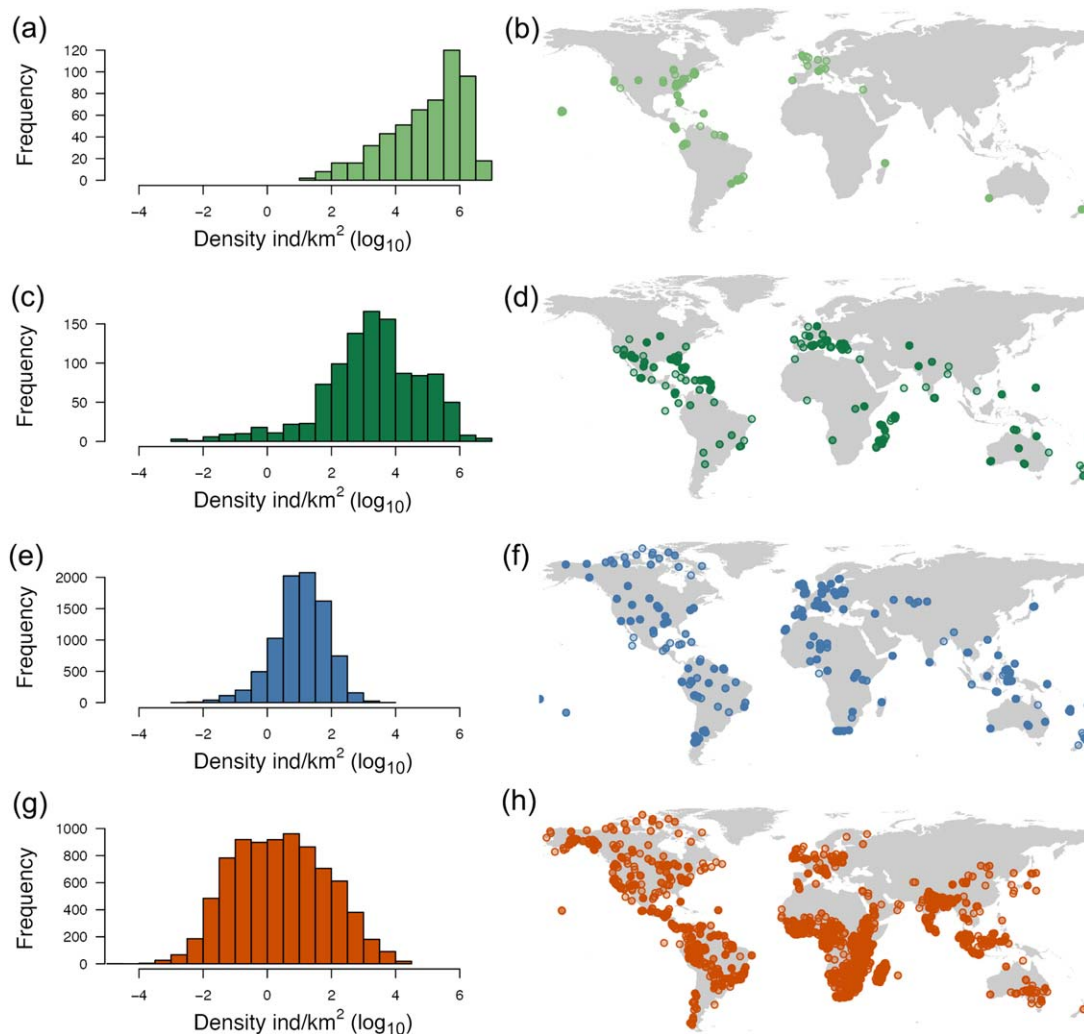 (a)
(b)
Frequency
120
100
80
60
40
20
0
−4 −2 0 2 4 6
Density ind/km² (log₁₀)
(c)
(d)
Frequency
150
100
50
0
−4 −2 0 2 4 6
Density ind/km² (log₁₀)
(e)
(f)
Frequency
2000
1500
1000
500
0
−4 −2 0 2 4 6
Density ind/km² (log₁₀)
(g)
(h)
Frequency
1000
800
600
400
200
0
−4 −2 0 2 4 6
Density ind/km² (log₁₀)